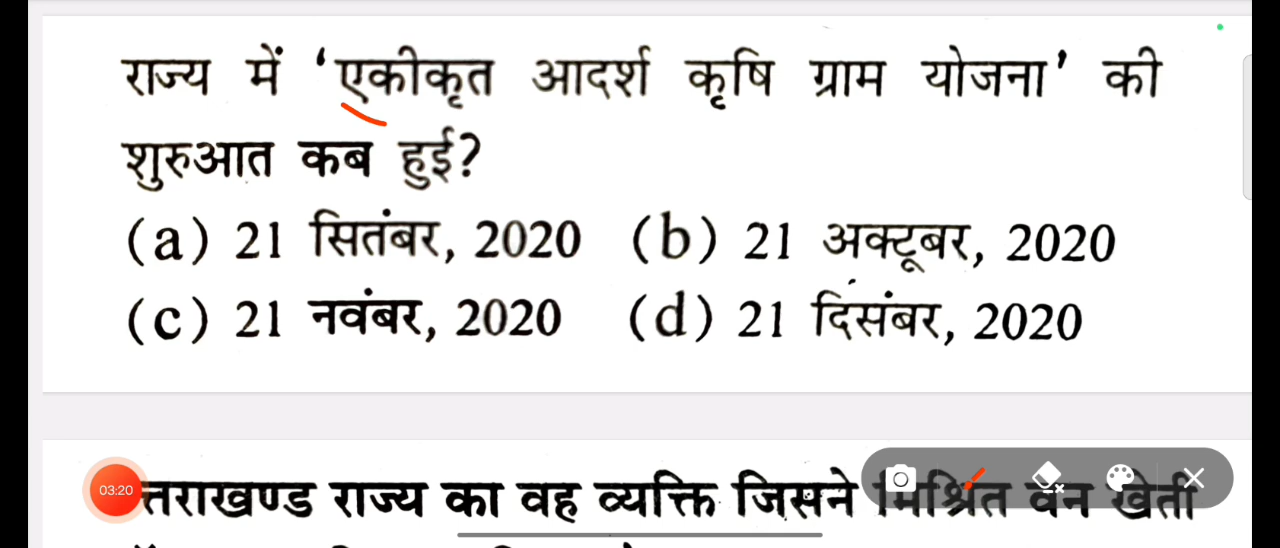 राज्य में ‘एकीकृत आदर्श कृषि ग्राम योजना’ की
शुरुआत कब हुई?
(a) 21 सितंबर, 2020 (b) 21 अक्टूबर, 2020
(c) 21 नवंबर, 2020 (d) 21 दिसंबर, 2020
03:20
त्तराखण्ड राज्य का वह व्यक्ति जिसने मिश्रित वन खेती